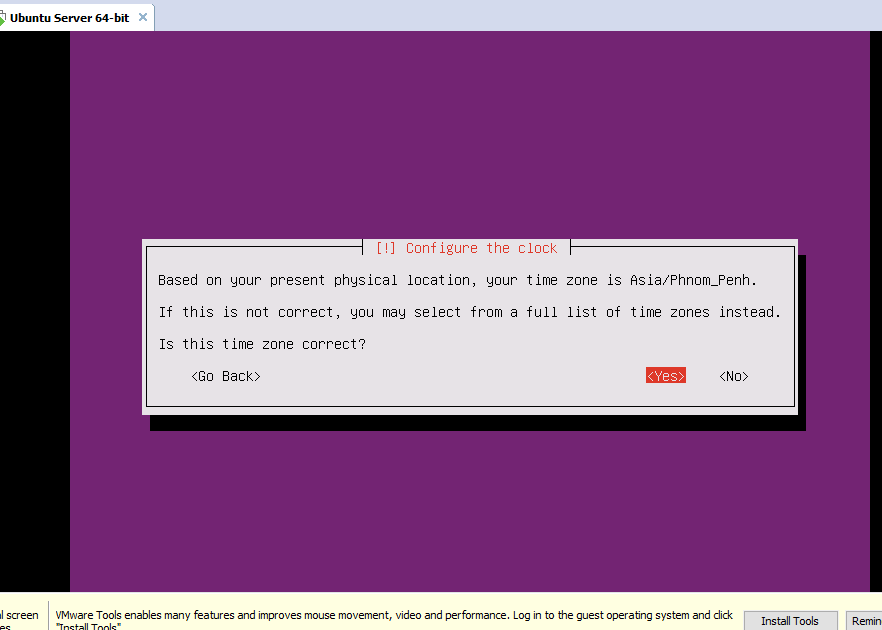 Ubuntu Server 64-bit
[!] Configure the clock
Based on your present physical location, your time zone is Asia/Phnom_Penh.
If this is not correct, you may select from a full list of time zones instead.
Is this time zone correct?
<Go Back> <Yes> <No>
screen VMware Tools enables many features and improves mouse movement, video and performance. Log in to the guest operating system and click Install Tools Remin
"Install Tools"